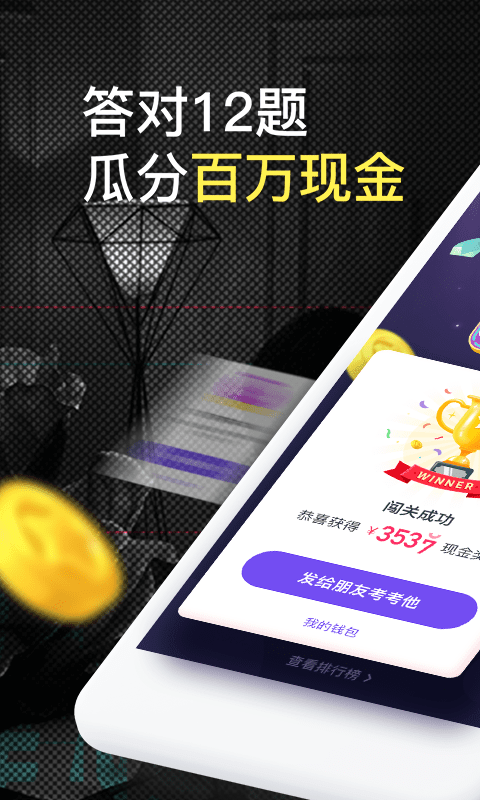 答对12题
瓜分百万现金
WINNER
闯关成功
恭喜获得 ¥3537 现金奖
发给朋友考考他
我的钱包
查看排行榜 >